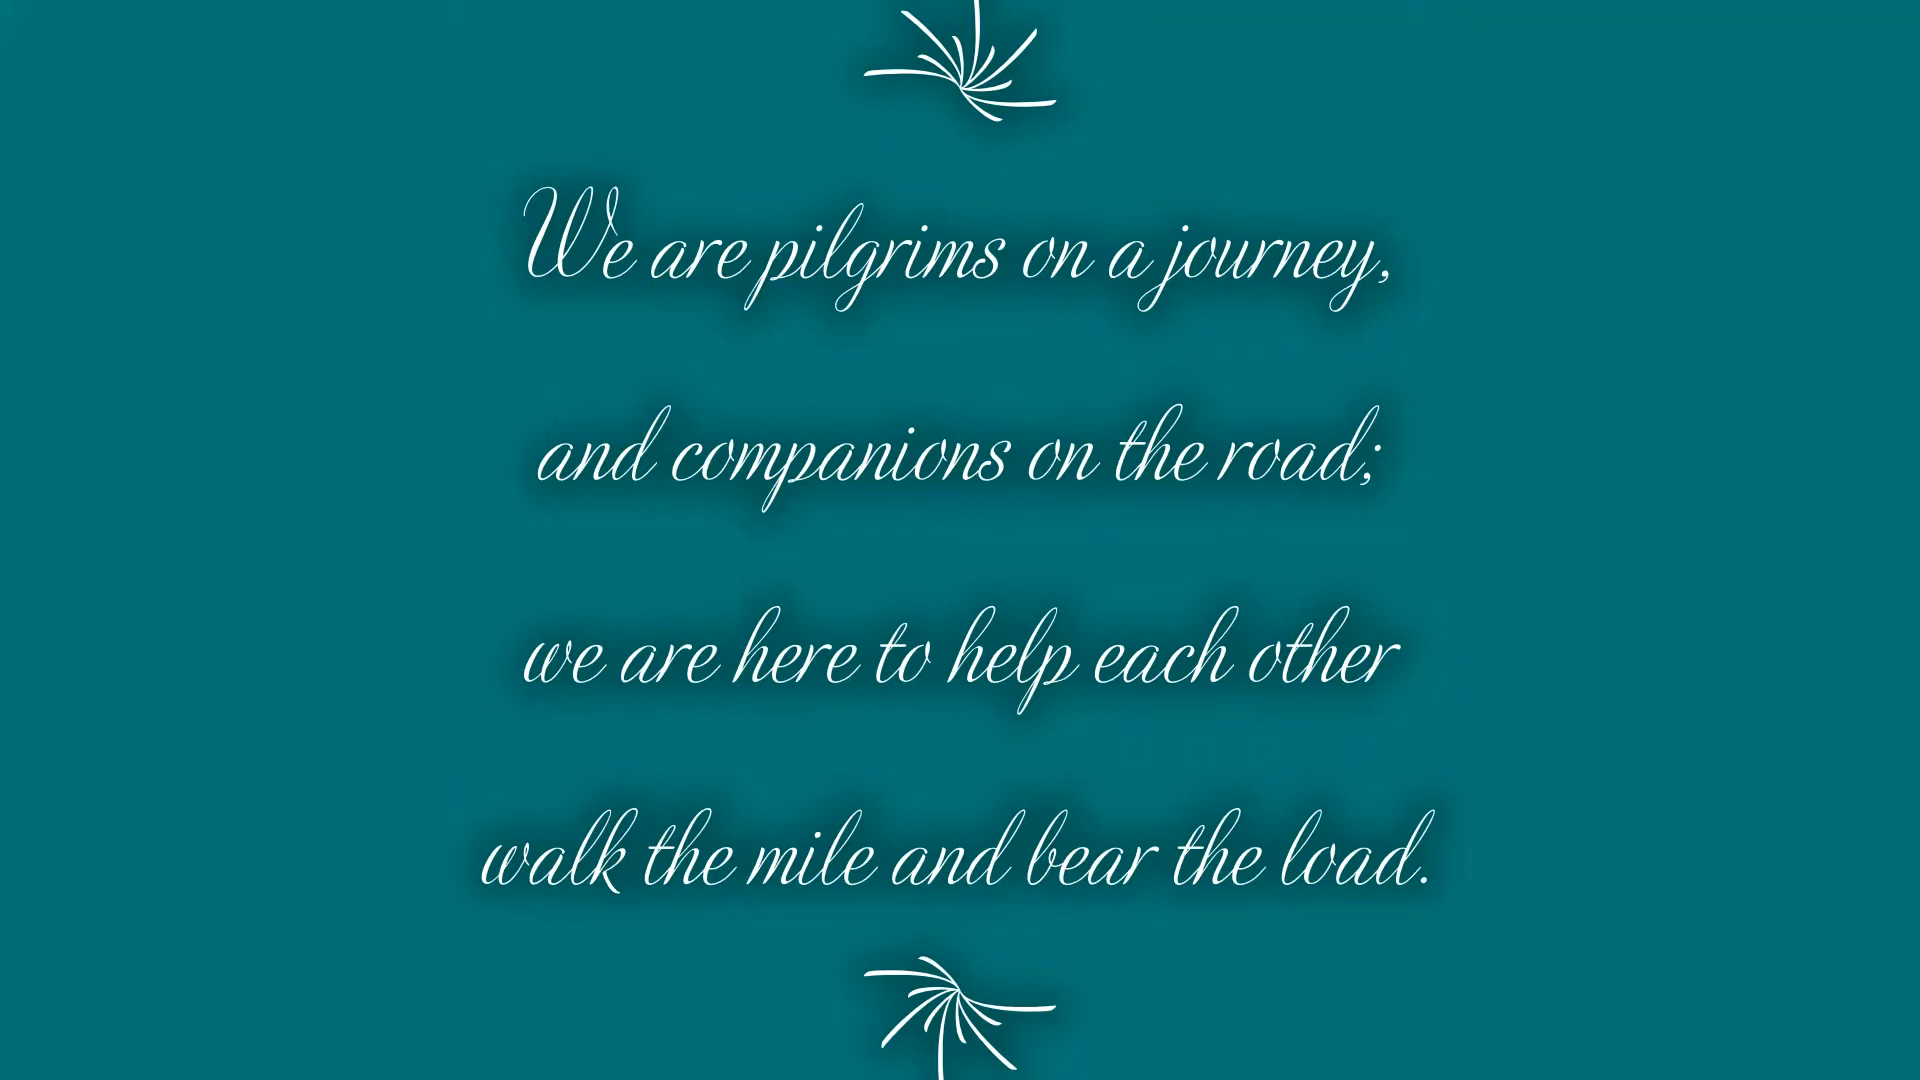 We are pilgrims on a journey,
and companions on the road;
we are here to help each other
walk the mile and bear the load.